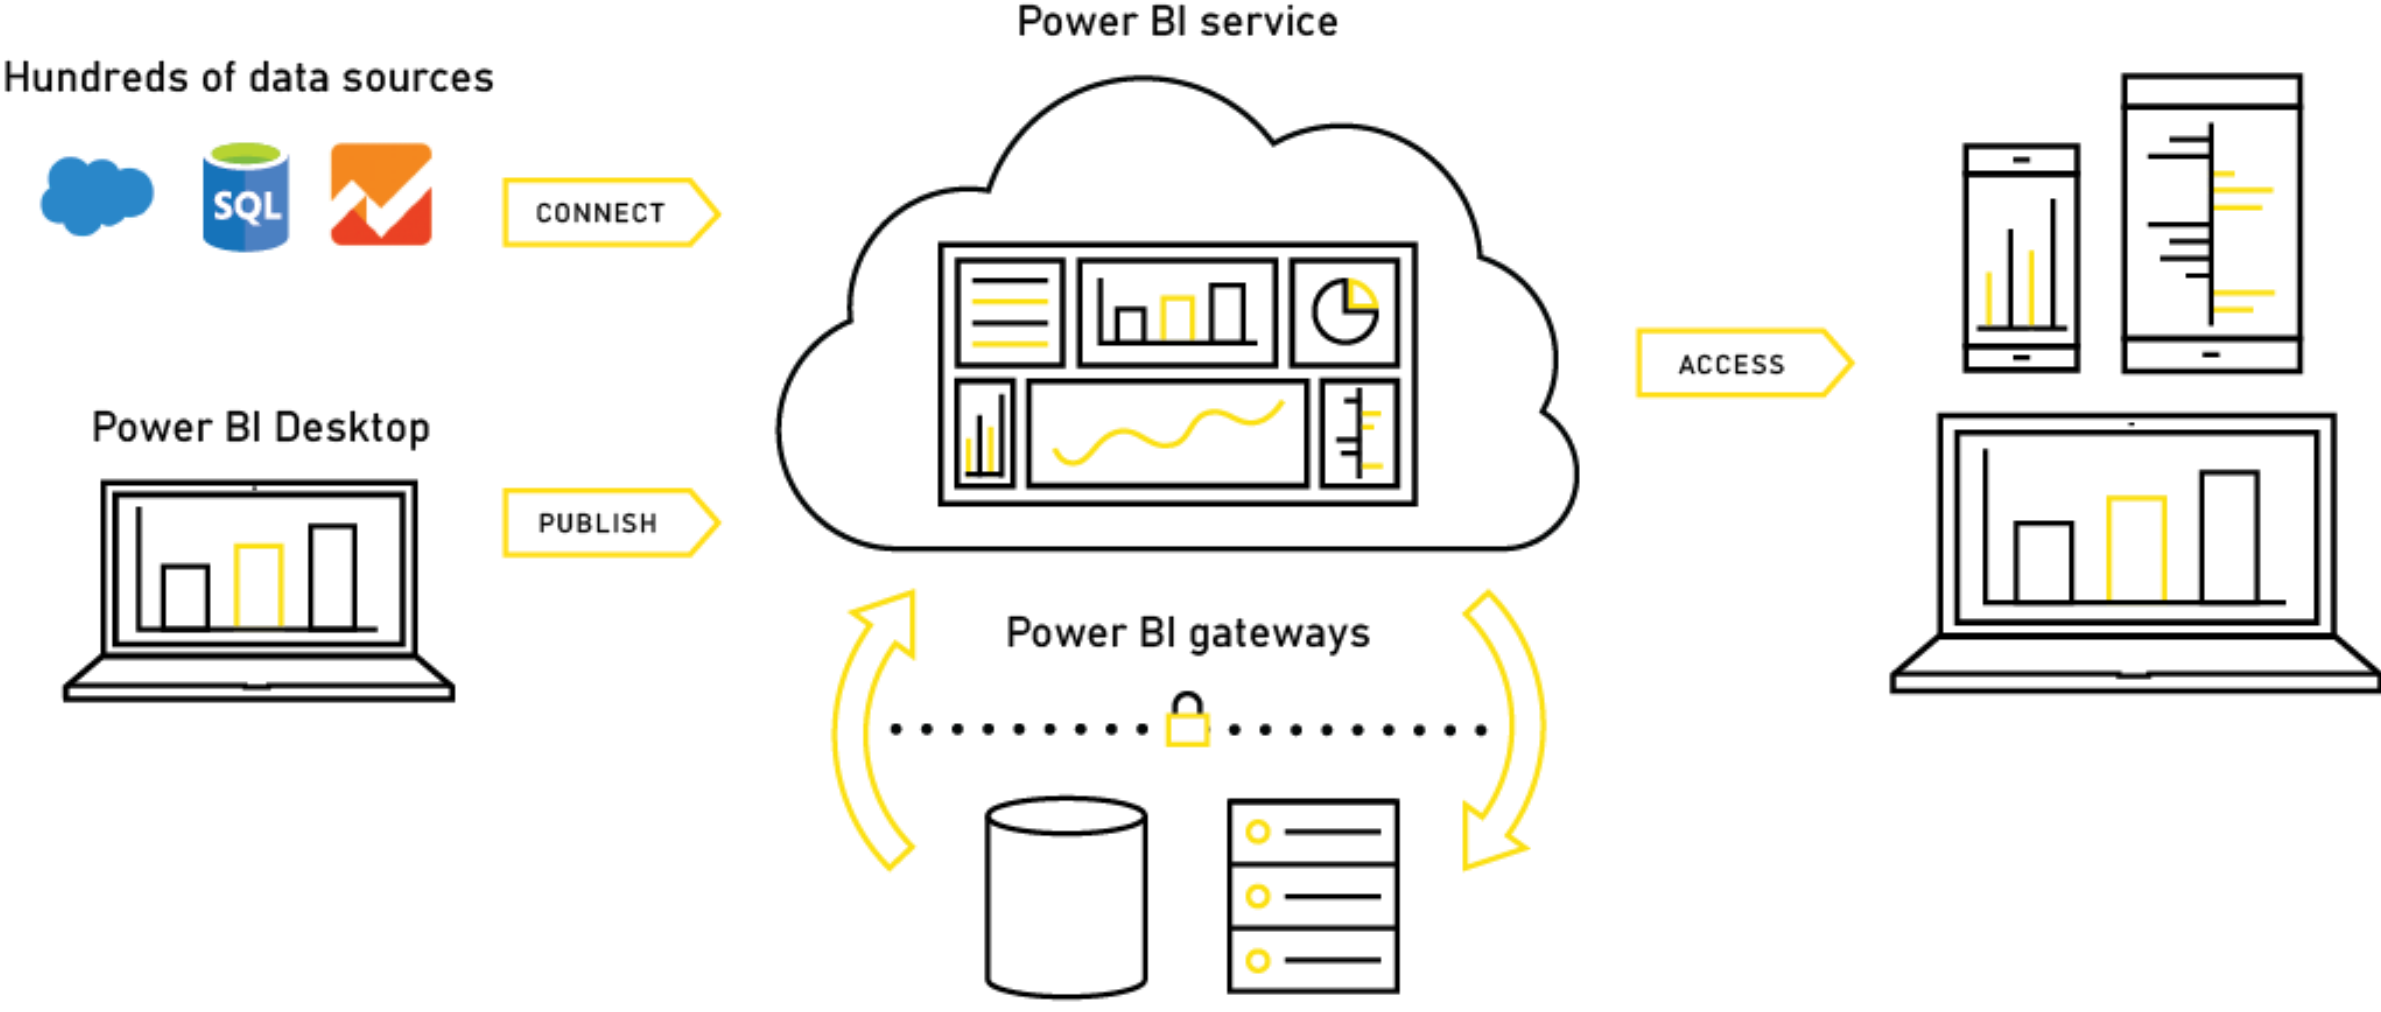 Power BI service
Hundreds of data sources
SQL
CONNECT
ACCESS
Power BI Desktop
PUBLISH
Power BI gateways